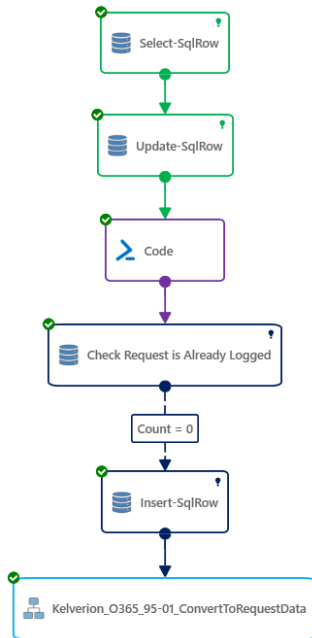 Select-SqlRow
Update-SqlRow
Code
Check Request is Already Logged
Count = 0
Insert-SqlRow
Kelverion_O365_95-01_ConvertToRequestData